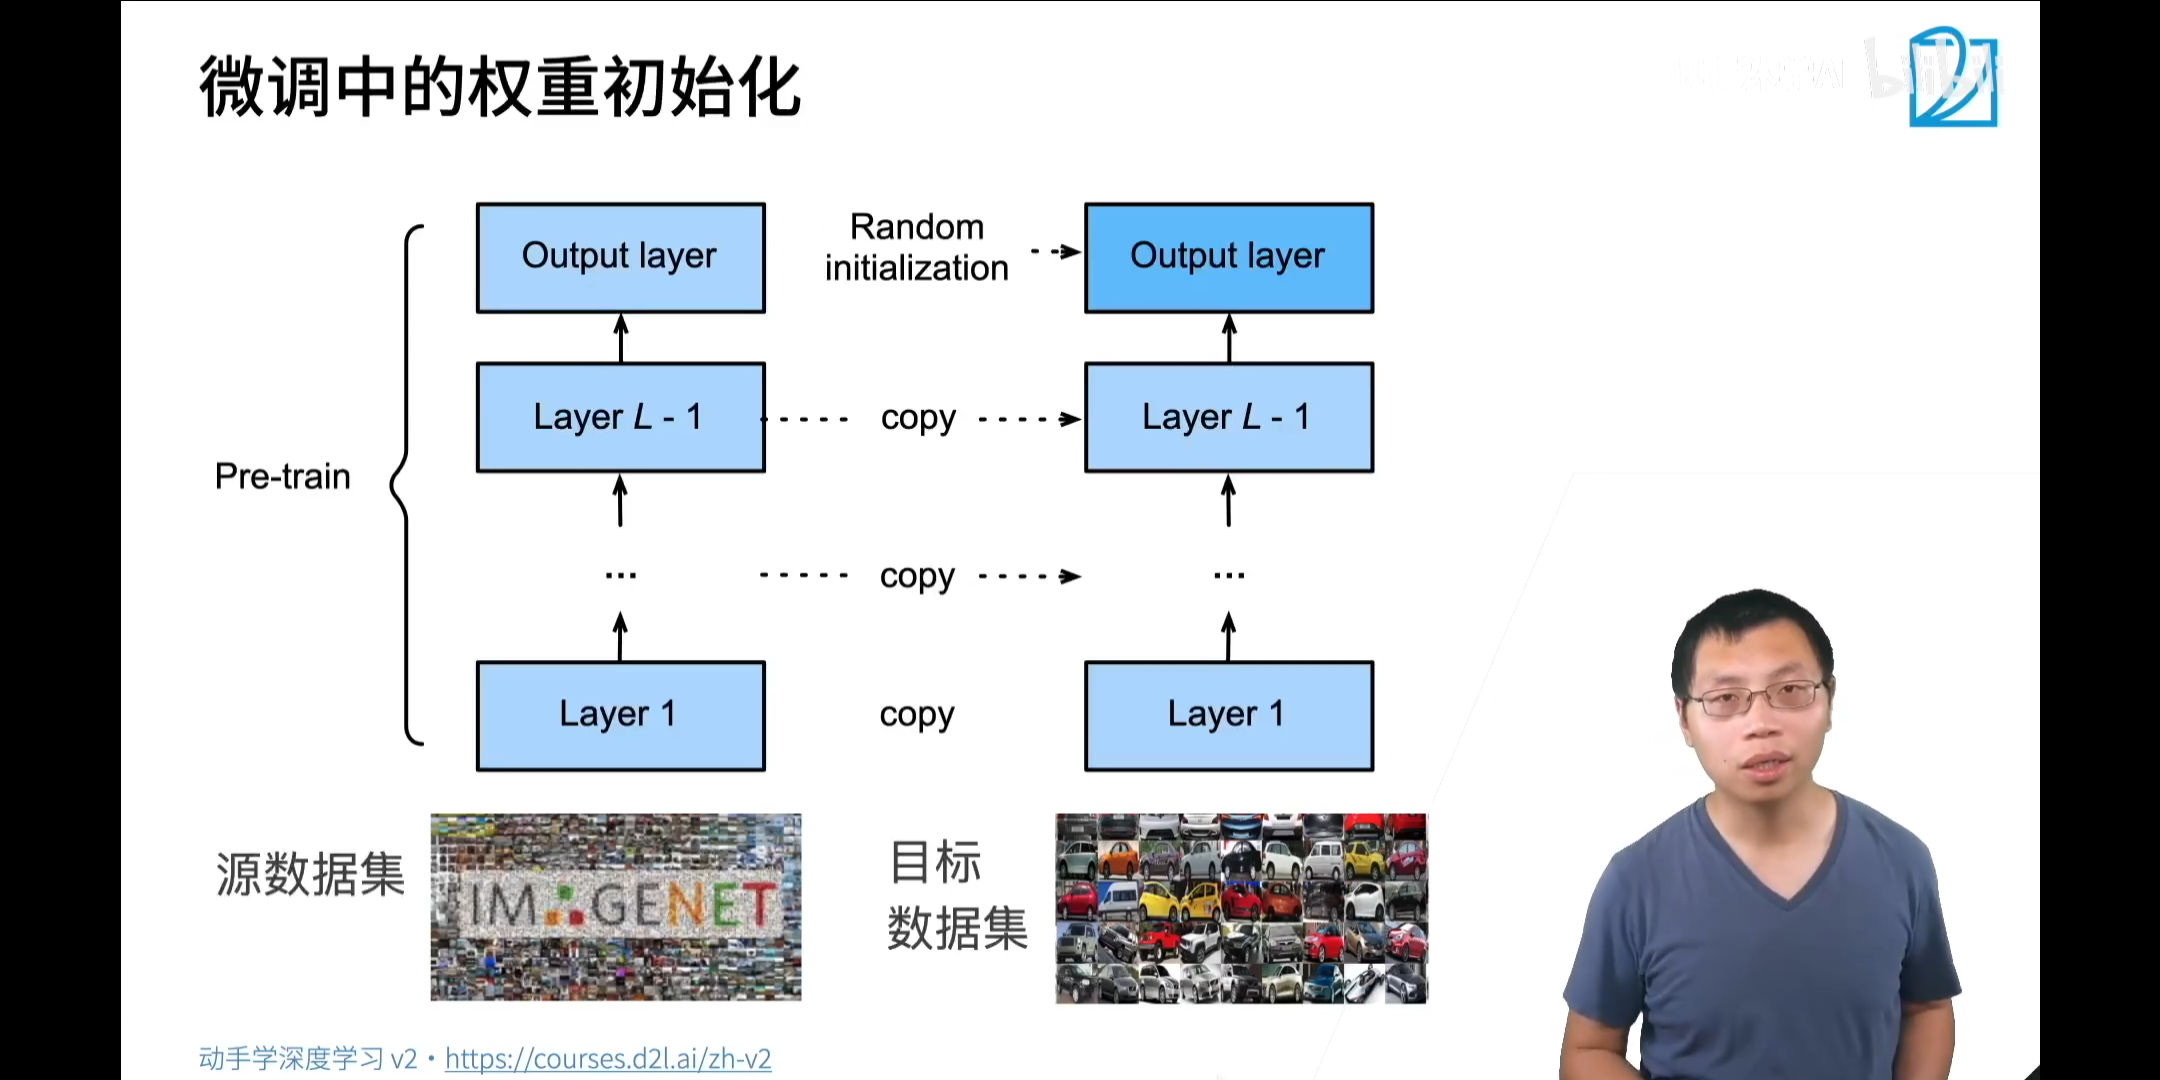 微调中的权重初始化
bilibili
Output layer
Random
initialization
Output layer
Layer L - 1
copy
Layer L - 1
Pre-train
...
copy
...
Layer 1
copy
Layer 1
源数据集
IMAGENET
目标
数据集
动手学深度学习 v2 • https://courses.d2l.ai/zh-v2